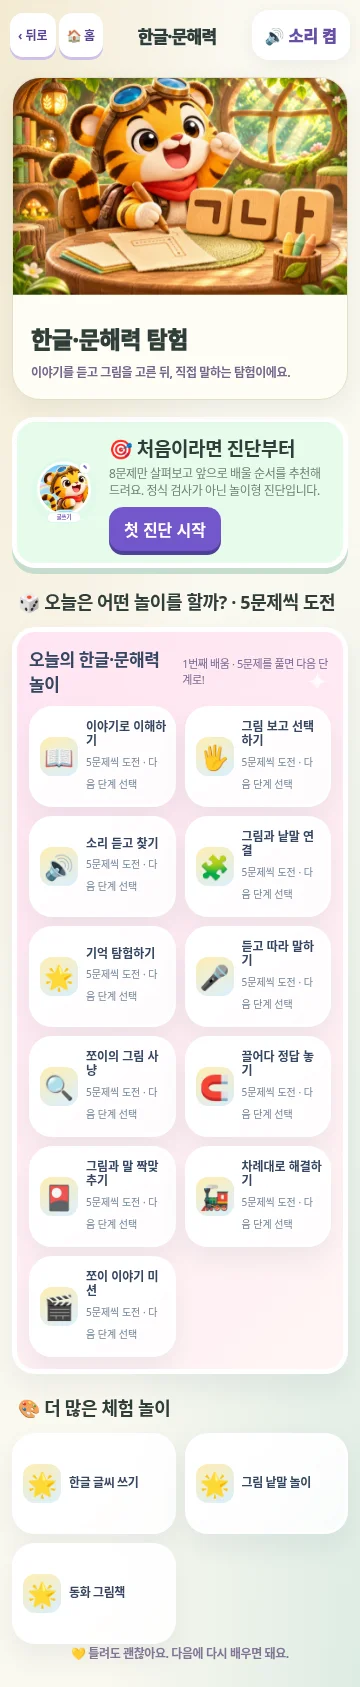 ‹ 뒤로
🏠 홈
한글·문해력
🔊 소리 켬
ㄱ ㄴ ㅏ
한글·문해력 탐험
이야기를 듣고 그림을 고른 뒤, 직접 말하는 탐험이에요.
글쓰기
🎯 처음이라면 진단부터
8문제만 살펴보고 앞으로 배울 순서를 추천해
드려요. 정식 검사가 아닌 놀이형 진단입니다.
첫 진단 시작
🎲 오늘은 어떤 놀이를 할까? · 5문제씩 도전
오늘의 한글·문해력
놀이
1번째 배움 · 5문제를 풀면 다음 단
계로!
이야기로 이해하
기
5문제씩 도전 · 다
음 단계 선택
그림 보고 선택
하기
5문제씩 도전 · 다
음 단계 선택
소리 듣고 찾기
5문제씩 도전 · 다
음 단계 선택
그림과 낱말 연
결
5문제씩 도전 · 다
음 단계 선택
기억 탐험하기
5문제씩 도전 · 다
음 단계 선택
듣고 따라 말하
기
5문제씩 도전 · 다
음 단계 선택
쪼이의 그림 사
냥
5문제씩 도전 · 다
음 단계 선택
끌어다 정답 놓
기
5문제씩 도전 · 다
음 단계 선택
그림과 말 짝맞
추기
5문제씩 도전 · 다
음 단계 선택
차례대로 해결하
기
5문제씩 도전 · 다
음 단계 선택
쪼이 이야기 미
션
5문제씩 도전 · 다
음 단계 선택
🎨 더 많은 체험 놀이
한글 글씨 쓰기
그림 낱말 놀이
동화 그림책
💛 틀려도 괜찮아요. 다음에 다시 배우면 돼요.